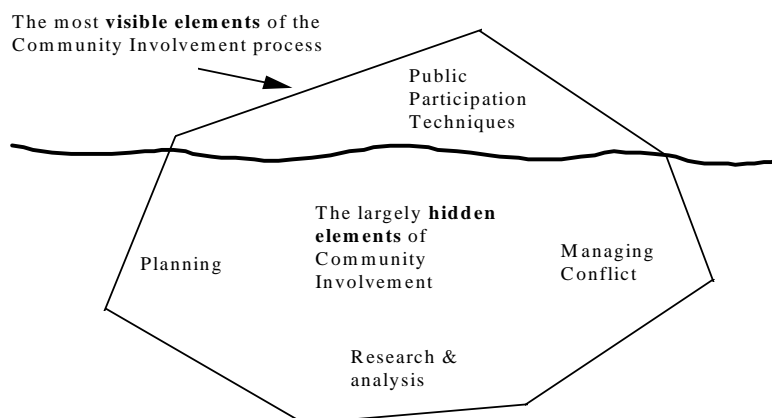 The most visible elements of the
Community Involvement process
Public
Participation
Techniques
The largely hidden
elements of
Community
Involvement
Planning
Managing
Conflict
Research &
analysis